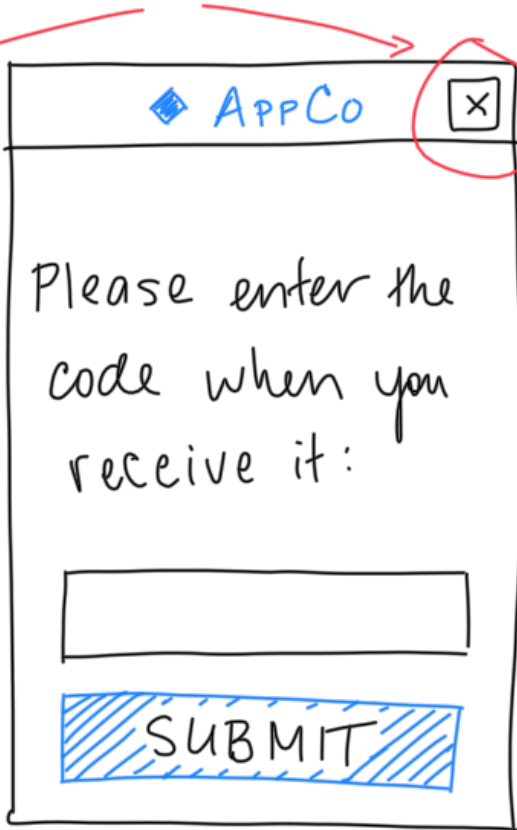 APPCO
X
Please enter the
code when you
receive it:
SUBMIT